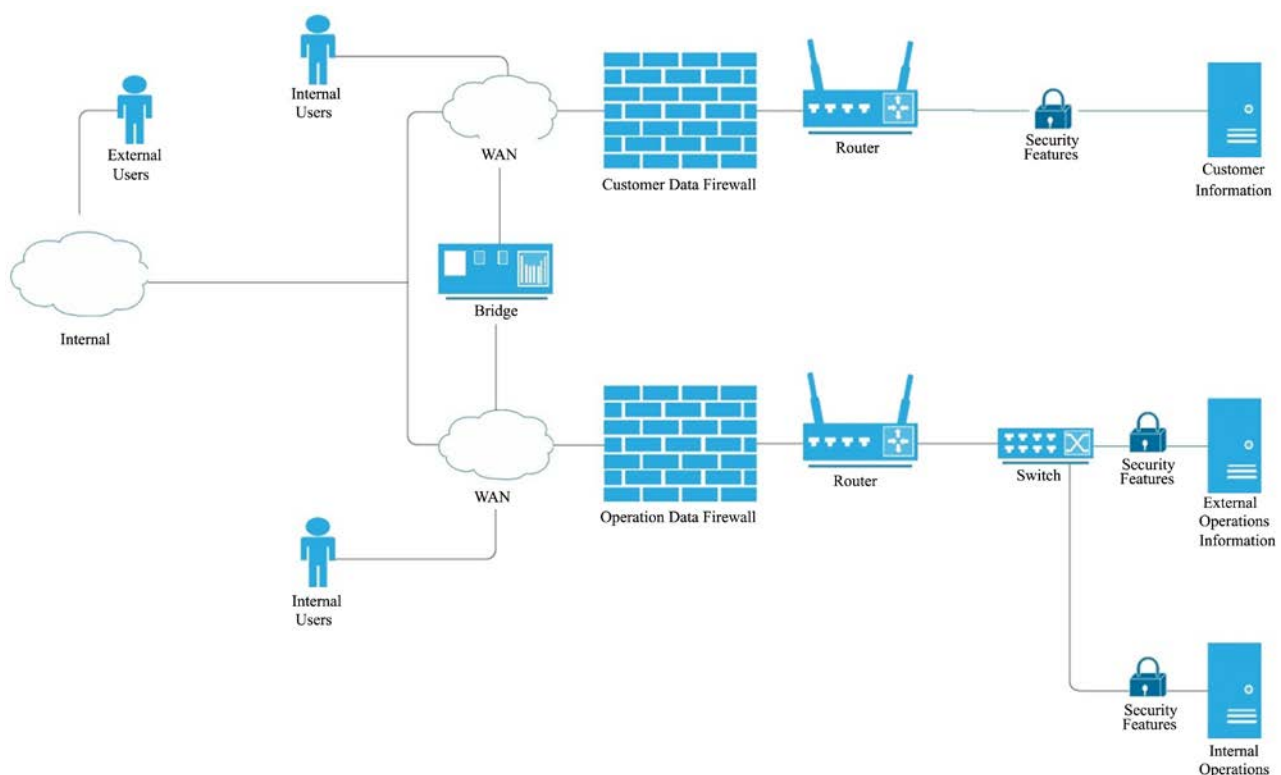 Internal
Users
External
Users
WAN
Customer Data Firewall
Router
Security
Features
Customer
Information
Internal
Bridge
WAN
Operation Data Firewall
Router
Switch
Security
Features
External
Operations
Information
Internal
Users
Security
Features
Internal
Operations